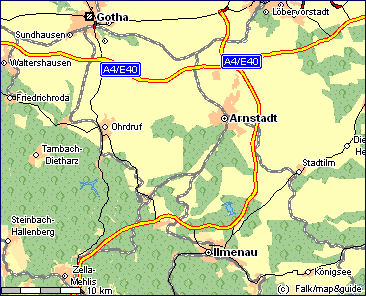 Gotha
Löbervorstadt
Sundhausen
Waltershausen
A4/E40
A4/E40
Friedrichroda
Ohrdruf
Arnstadt
Tambach-
Dietharz
Stadtilm
Steinbach-
Hallenberg
Ilmenau
Zella-
Mehlis
Königsee
10 km
(c) Falk/map&guide